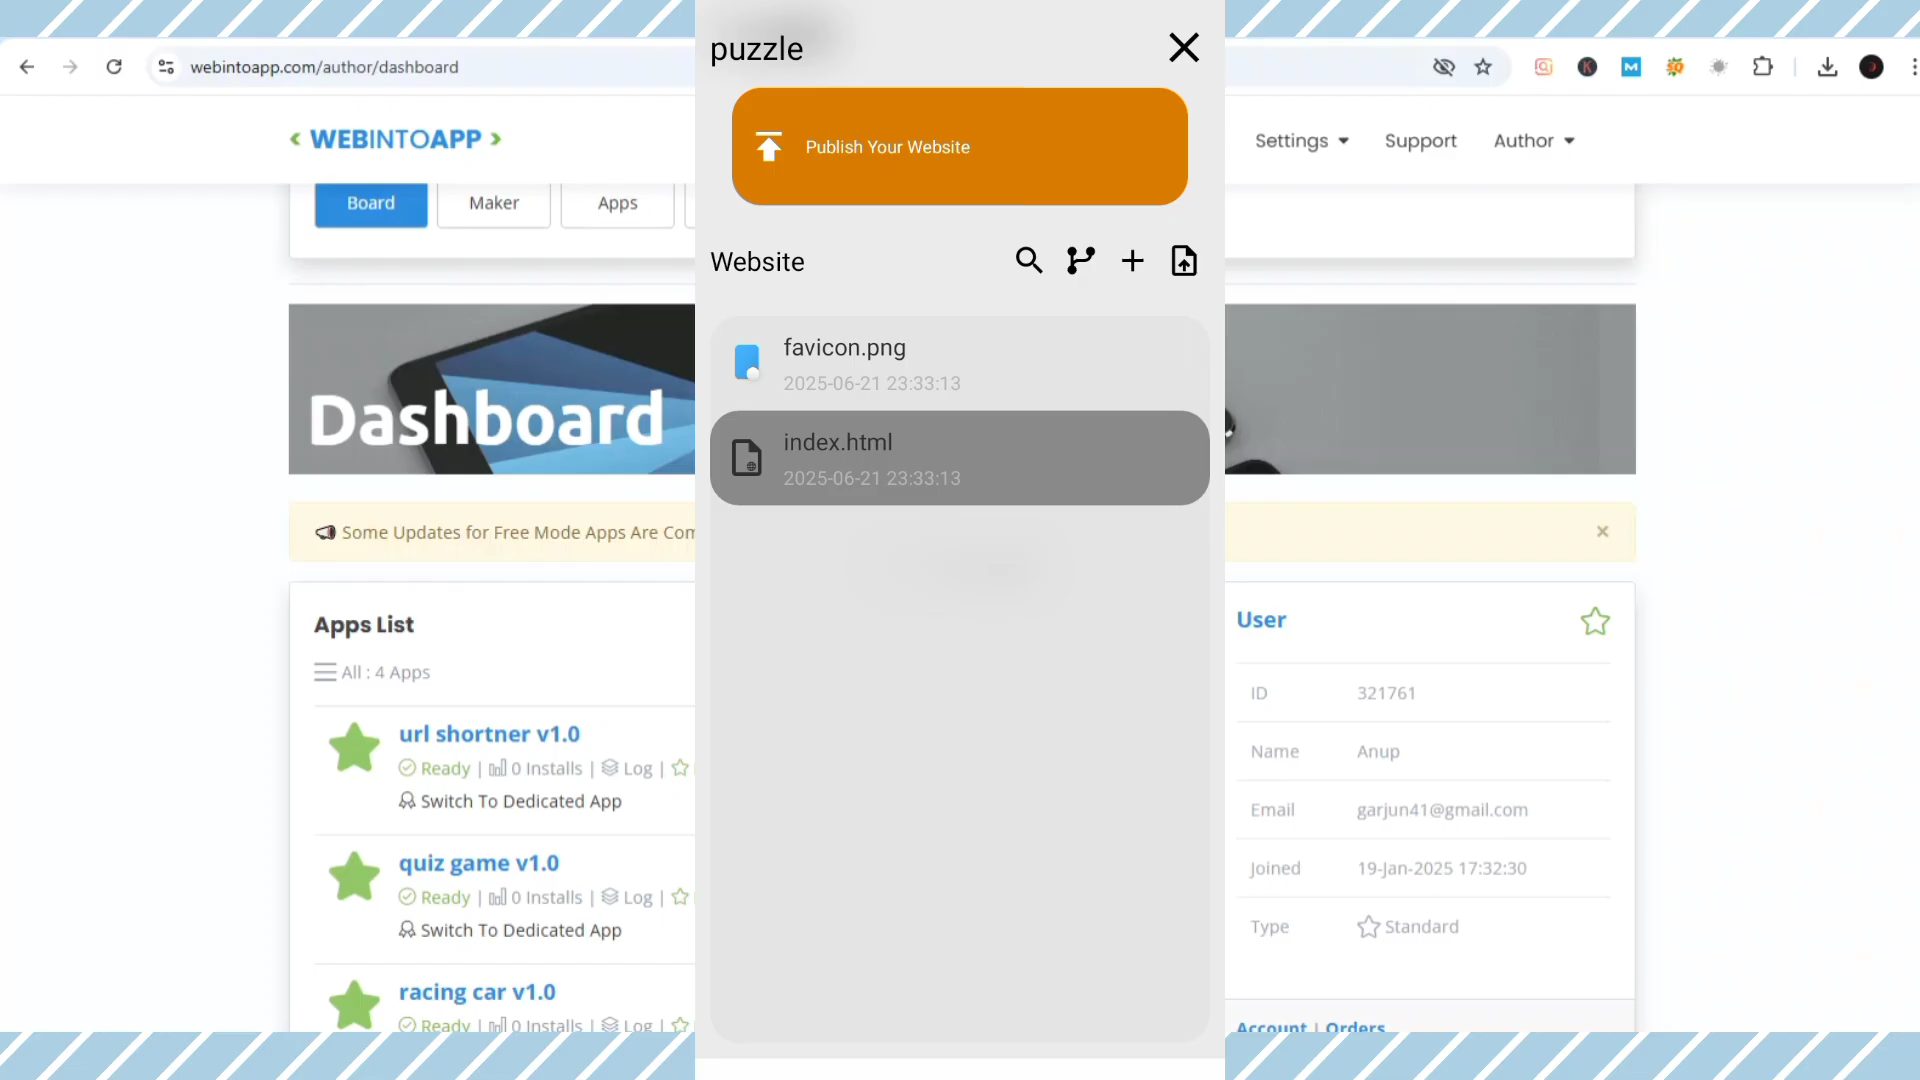 webintoapp.com/author/dashboard
WEBINTOAPP
Settings
Support
Author
Board
Maker
Apps
Dashboard
Some Updates for Free Mode Apps Are Com
Apps List
All : 4 Apps
url shortner v1.0
Ready | 0 Installs | Log |
Switch To Dedicated App
quiz game v1.0
Ready | 0 Installs | Log |
Switch To Dedicated App
racing car v1.0
Ready | 0 Installs | Log |
puzzle
Publish Your Website
Website
favicon.png
2025-06-21 23:33:13
index.html
2025-06-21 23:33:13
User
ID 321761
Name Anup
Email garjun41@gmail.com
Joined 19-Jan-2025 17:32:30
Type Standard
Account | Orders